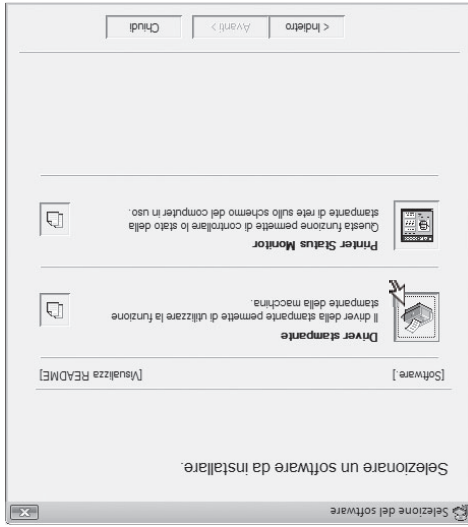 Selezione del software
Selezionare un software da installare.
[Software.] [Visualizza README]
Driver stampante
Il driver della stampante permette di utilizzare la funzione
stampante della macchina.
Printer Status Monitor
Questa funzione permette di controllare lo stato della
stampante di rete sullo schermo del computer in uso.
< Indietro Avanti > Chiudi